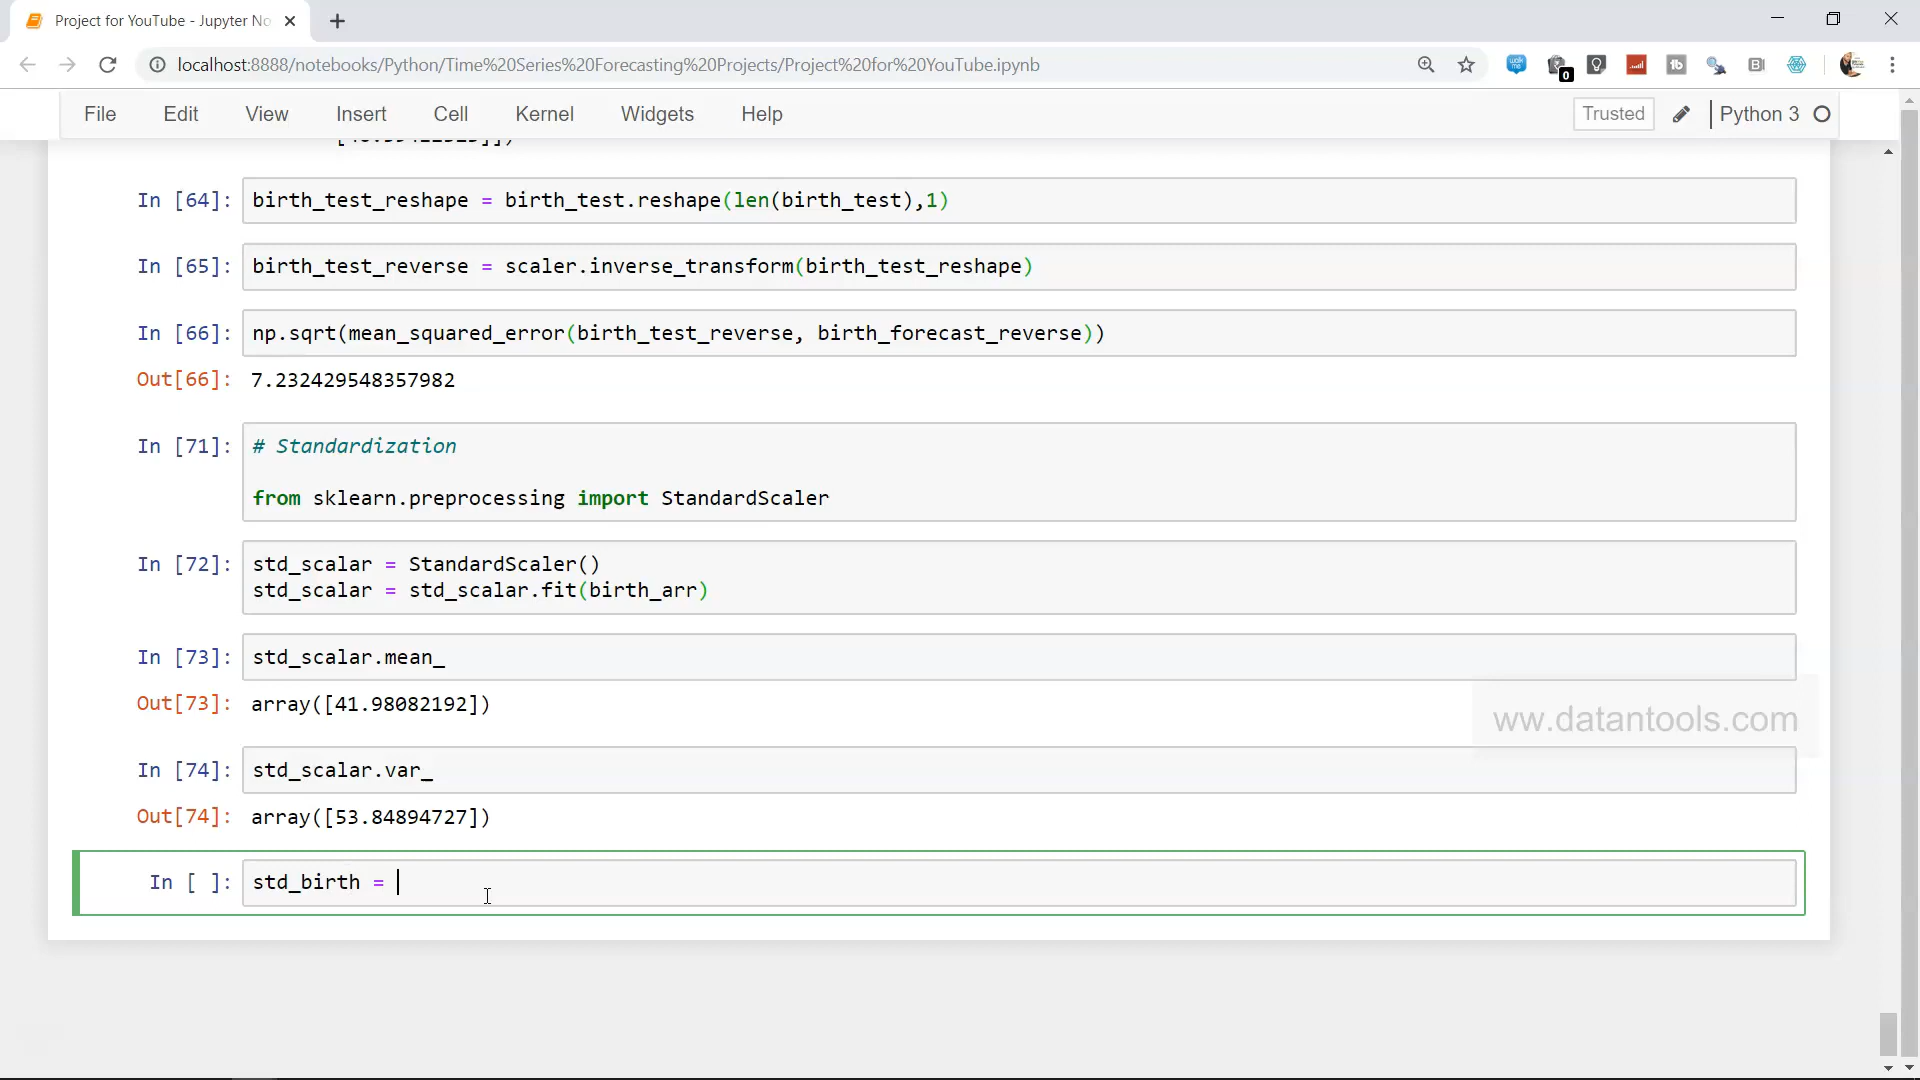 Project for YouTube - Jupyter No
localhost:8888/notebooks/Python/Time%20Series%20Forecasting%20Projects/Project%20for%20YouTube.ipynb
0
File Edit View Insert Cell Kernel Widgets Help Trusted Python 3
In [64]: birth_test_reshape = birth_test.reshape(len(birth_test),1)
In [65]: birth_test_reverse = scaler.inverse_transform(birth_test_reshape)
In [66]: np.sqrt(mean_squared_error(birth_test_reverse, birth_forecast_reverse))
Out[66]: 7.232429548357982
In [71]: # Standardization
from sklearn.preprocessing import StandardScaler
In [72]: std_scalar = StandardScaler()
std_scalar = std_scalar.fit(birth_arr)
In [73]: std_scalar.mean_
Out[73]: array([41.98082192])
ww.datantools.com
In [74]: std_scalar.var_
Out[74]: array([53.84894727])
In [ ]: std_birth =